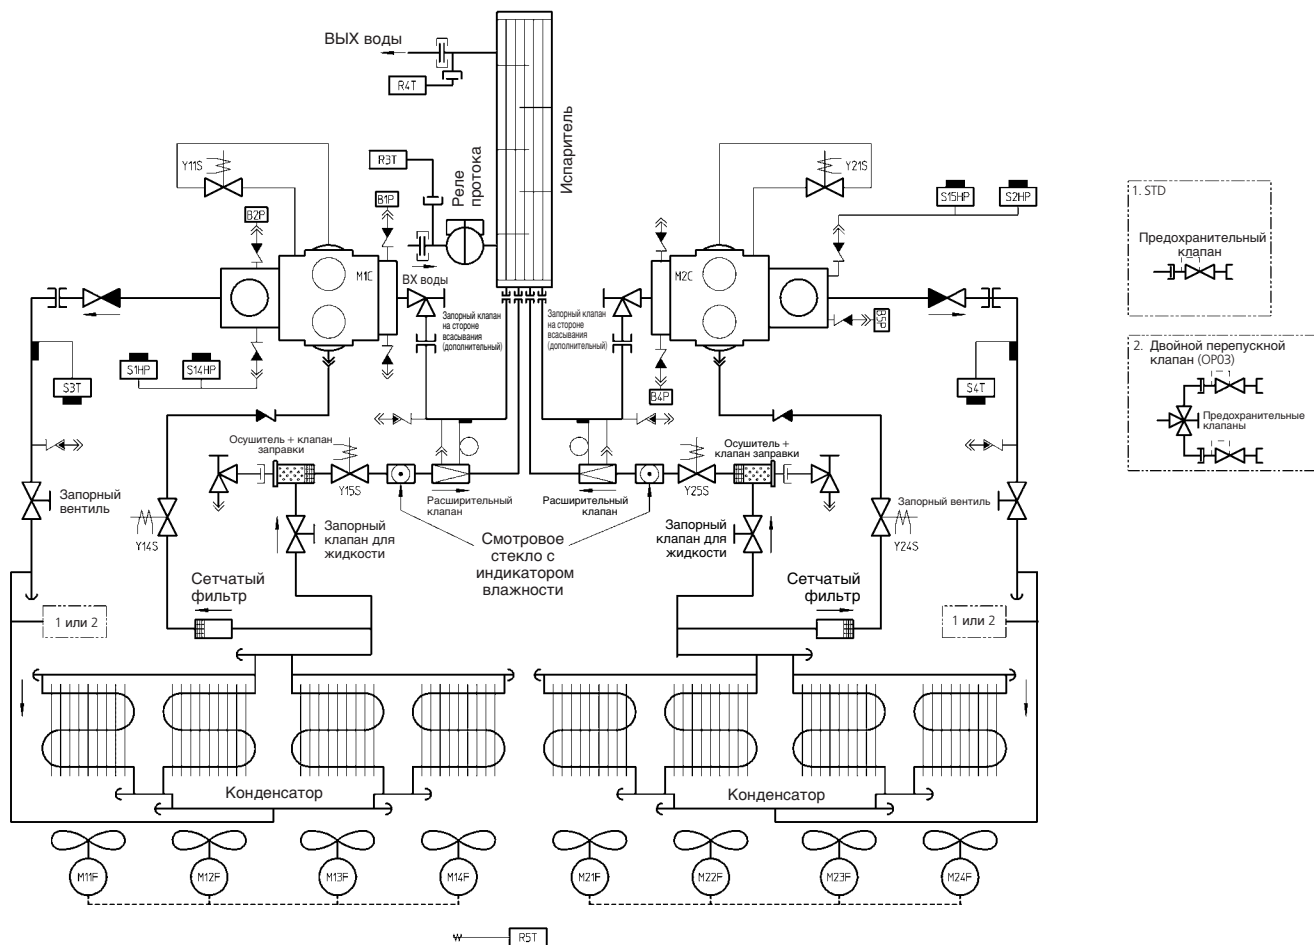 ВЫХ воды
R4T
Испаритель
Y11S
R3T
Реле
протока
Y21S
B2P
B1P
S15HP
S2HP
1. STD
Предохранительный
клапан
M1C
M2C
ВХ воды
Запорный клапан
на стороне
всасывания
(дополнительный)
Запорный клапан
на стороне
всасывания
(дополнительный)
B5P
2. Двойной перепускной
клапан (OP03)
Предохранительные
клапаны
S3T
S1HP
S14HP
B4P
S4T
Осушитель + клапан
заправки
Осушитель +
клапан заправки
Y15S
Y25S
Запорный
вентиль
Расширительный
клапан
Расширительный
клапан
Запорный вентиль
Y14S
Запорный
клапан для
жидкости
Смотровое
стекло с
индикатором
влажности
Запорный
клапан для
жидкости
Y24S
Сетчатый
фильтр
Сетчатый
фильтр
1 или 2
1 или 2
Конденсатор
Конденсатор
M11F
M12F
M13F
M14F
M21F
M22F
M23F
M24F
R5T